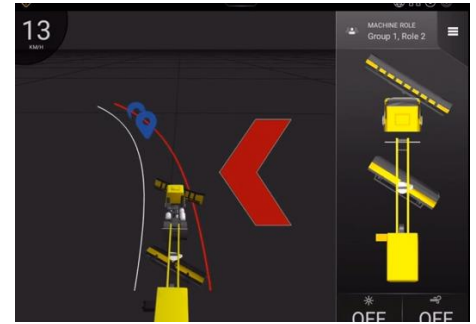 13
KM/H
MACHINE ROLE
Group 1, Role 2
OFF
OFF